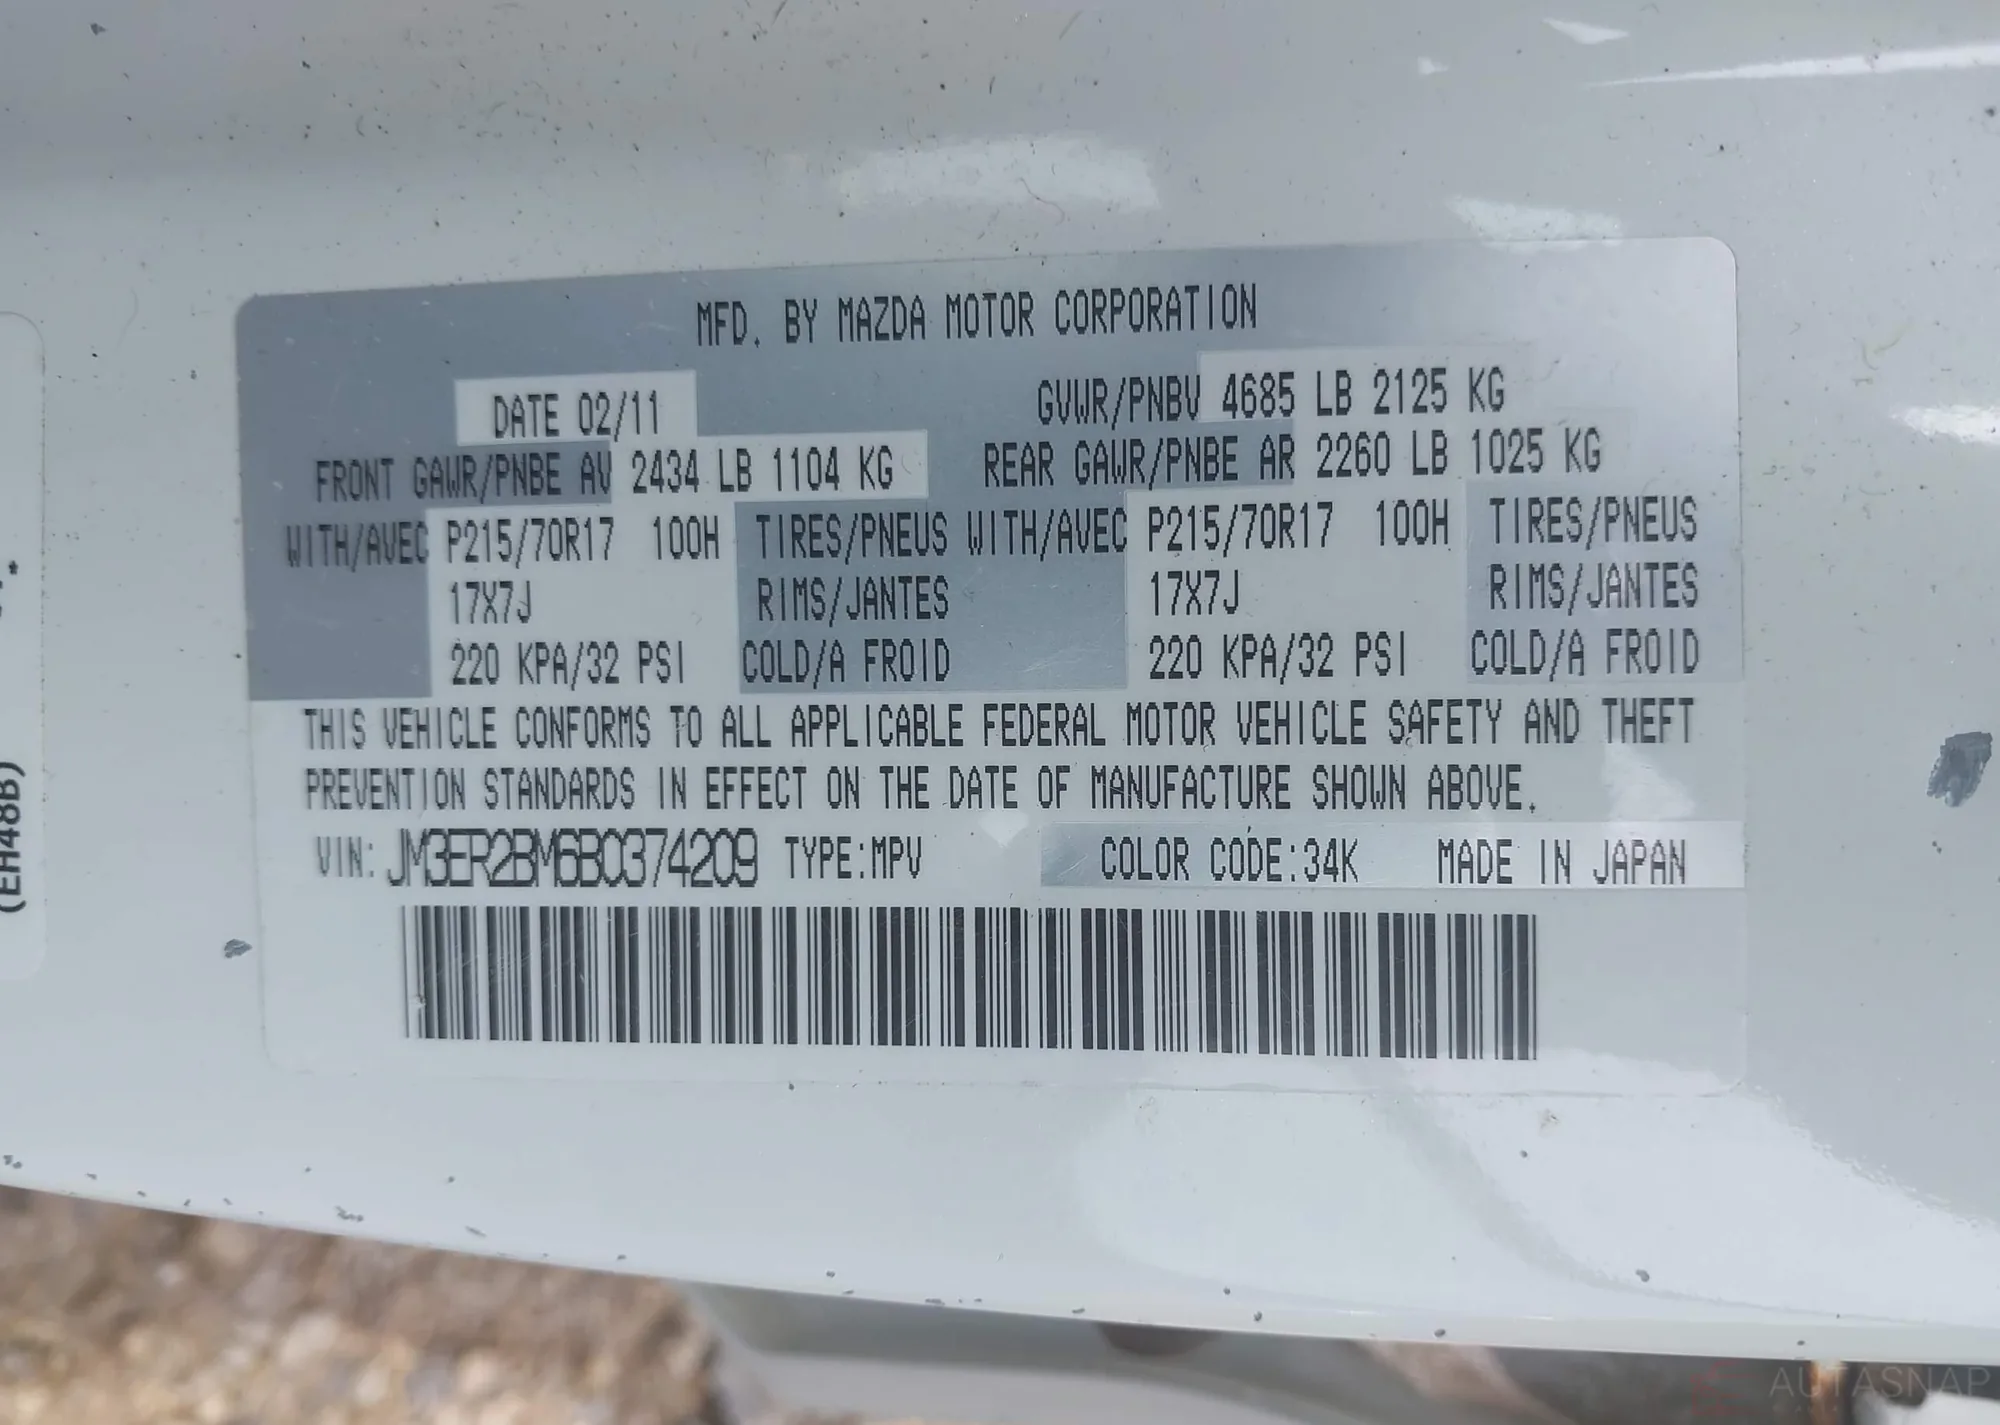 MFD. BY MAZDA MOTOR CORPORATION
DATE 02/11 GVWR/PNBV 4685 LB 2125 KG
FRONT GAWR/PNBE AV 2434 LB 1104 KG REAR GAWR/PNBE AR 2260 LB 1025 KG
WITH/AVEC P215/70R17 100H TIRES/PNEUS WITH/AVEC P215/70R17 100H TIRES/PNEUS
17X7J RIMS/JANTES 17X7J RIMS/JANTES
220 KPA/32 PSI COLD/A FROID 220 KPA/32 PSI COLD/A FROID
THIS VEHICLE CONFORMS TO ALL APPLICABLE FEDERAL MOTOR VEHICLE SAFETY AND THEFT
PREVENTION STANDARDS IN EFFECT ON THE DATE OF MANUFACTURE SHOWN ABOVE.
VIN: JM3ER2BM6B0374209 TYPE:MPV COLOR CODE:34K MADE IN JAPAN
(EH48B)
AUTASNAP